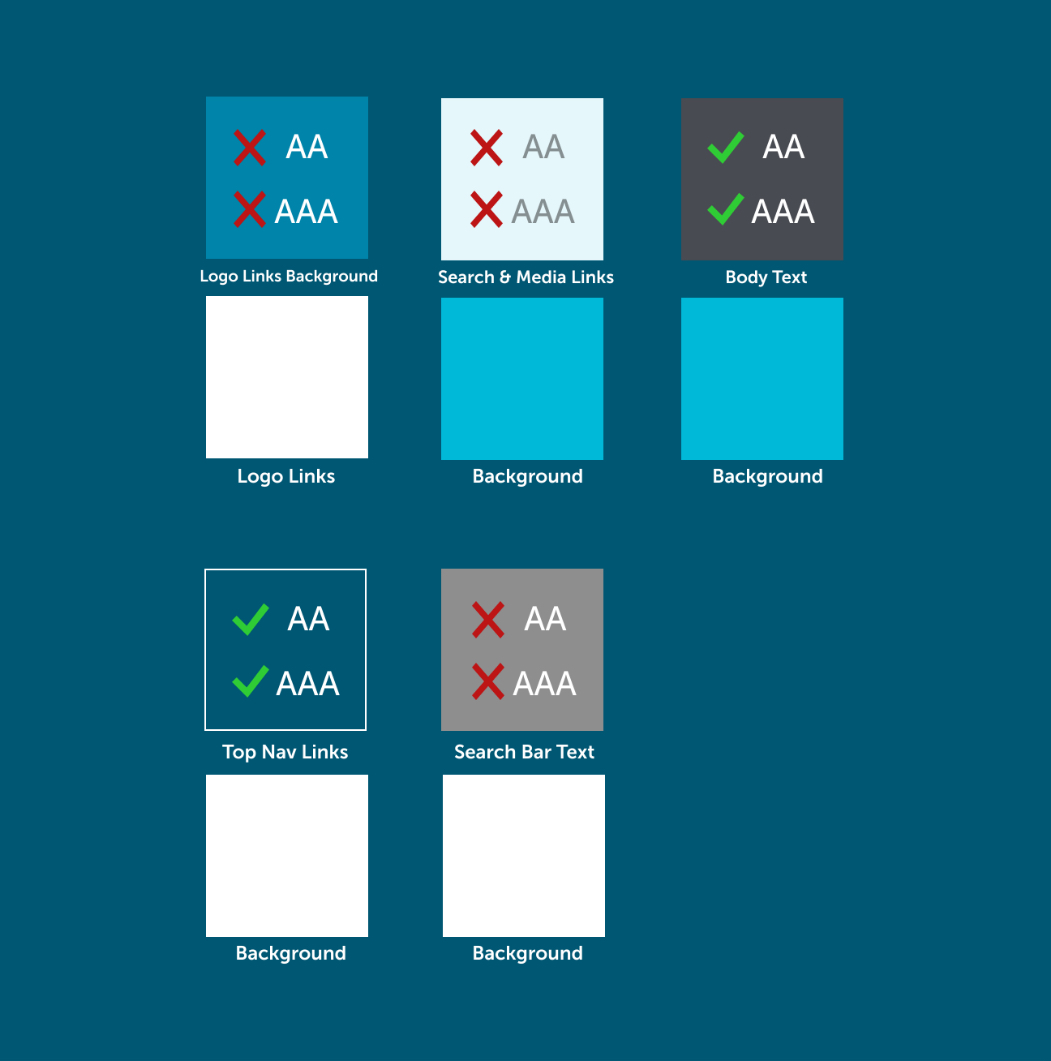 AA
AAA
Logo Links Background
Logo Links
AA
AAA
Search & Media Links
Background
AA
AAA
Body Text
Background
AA
AAA
Top Nav Links
Background
AA
AAA
Search Bar Text
Background